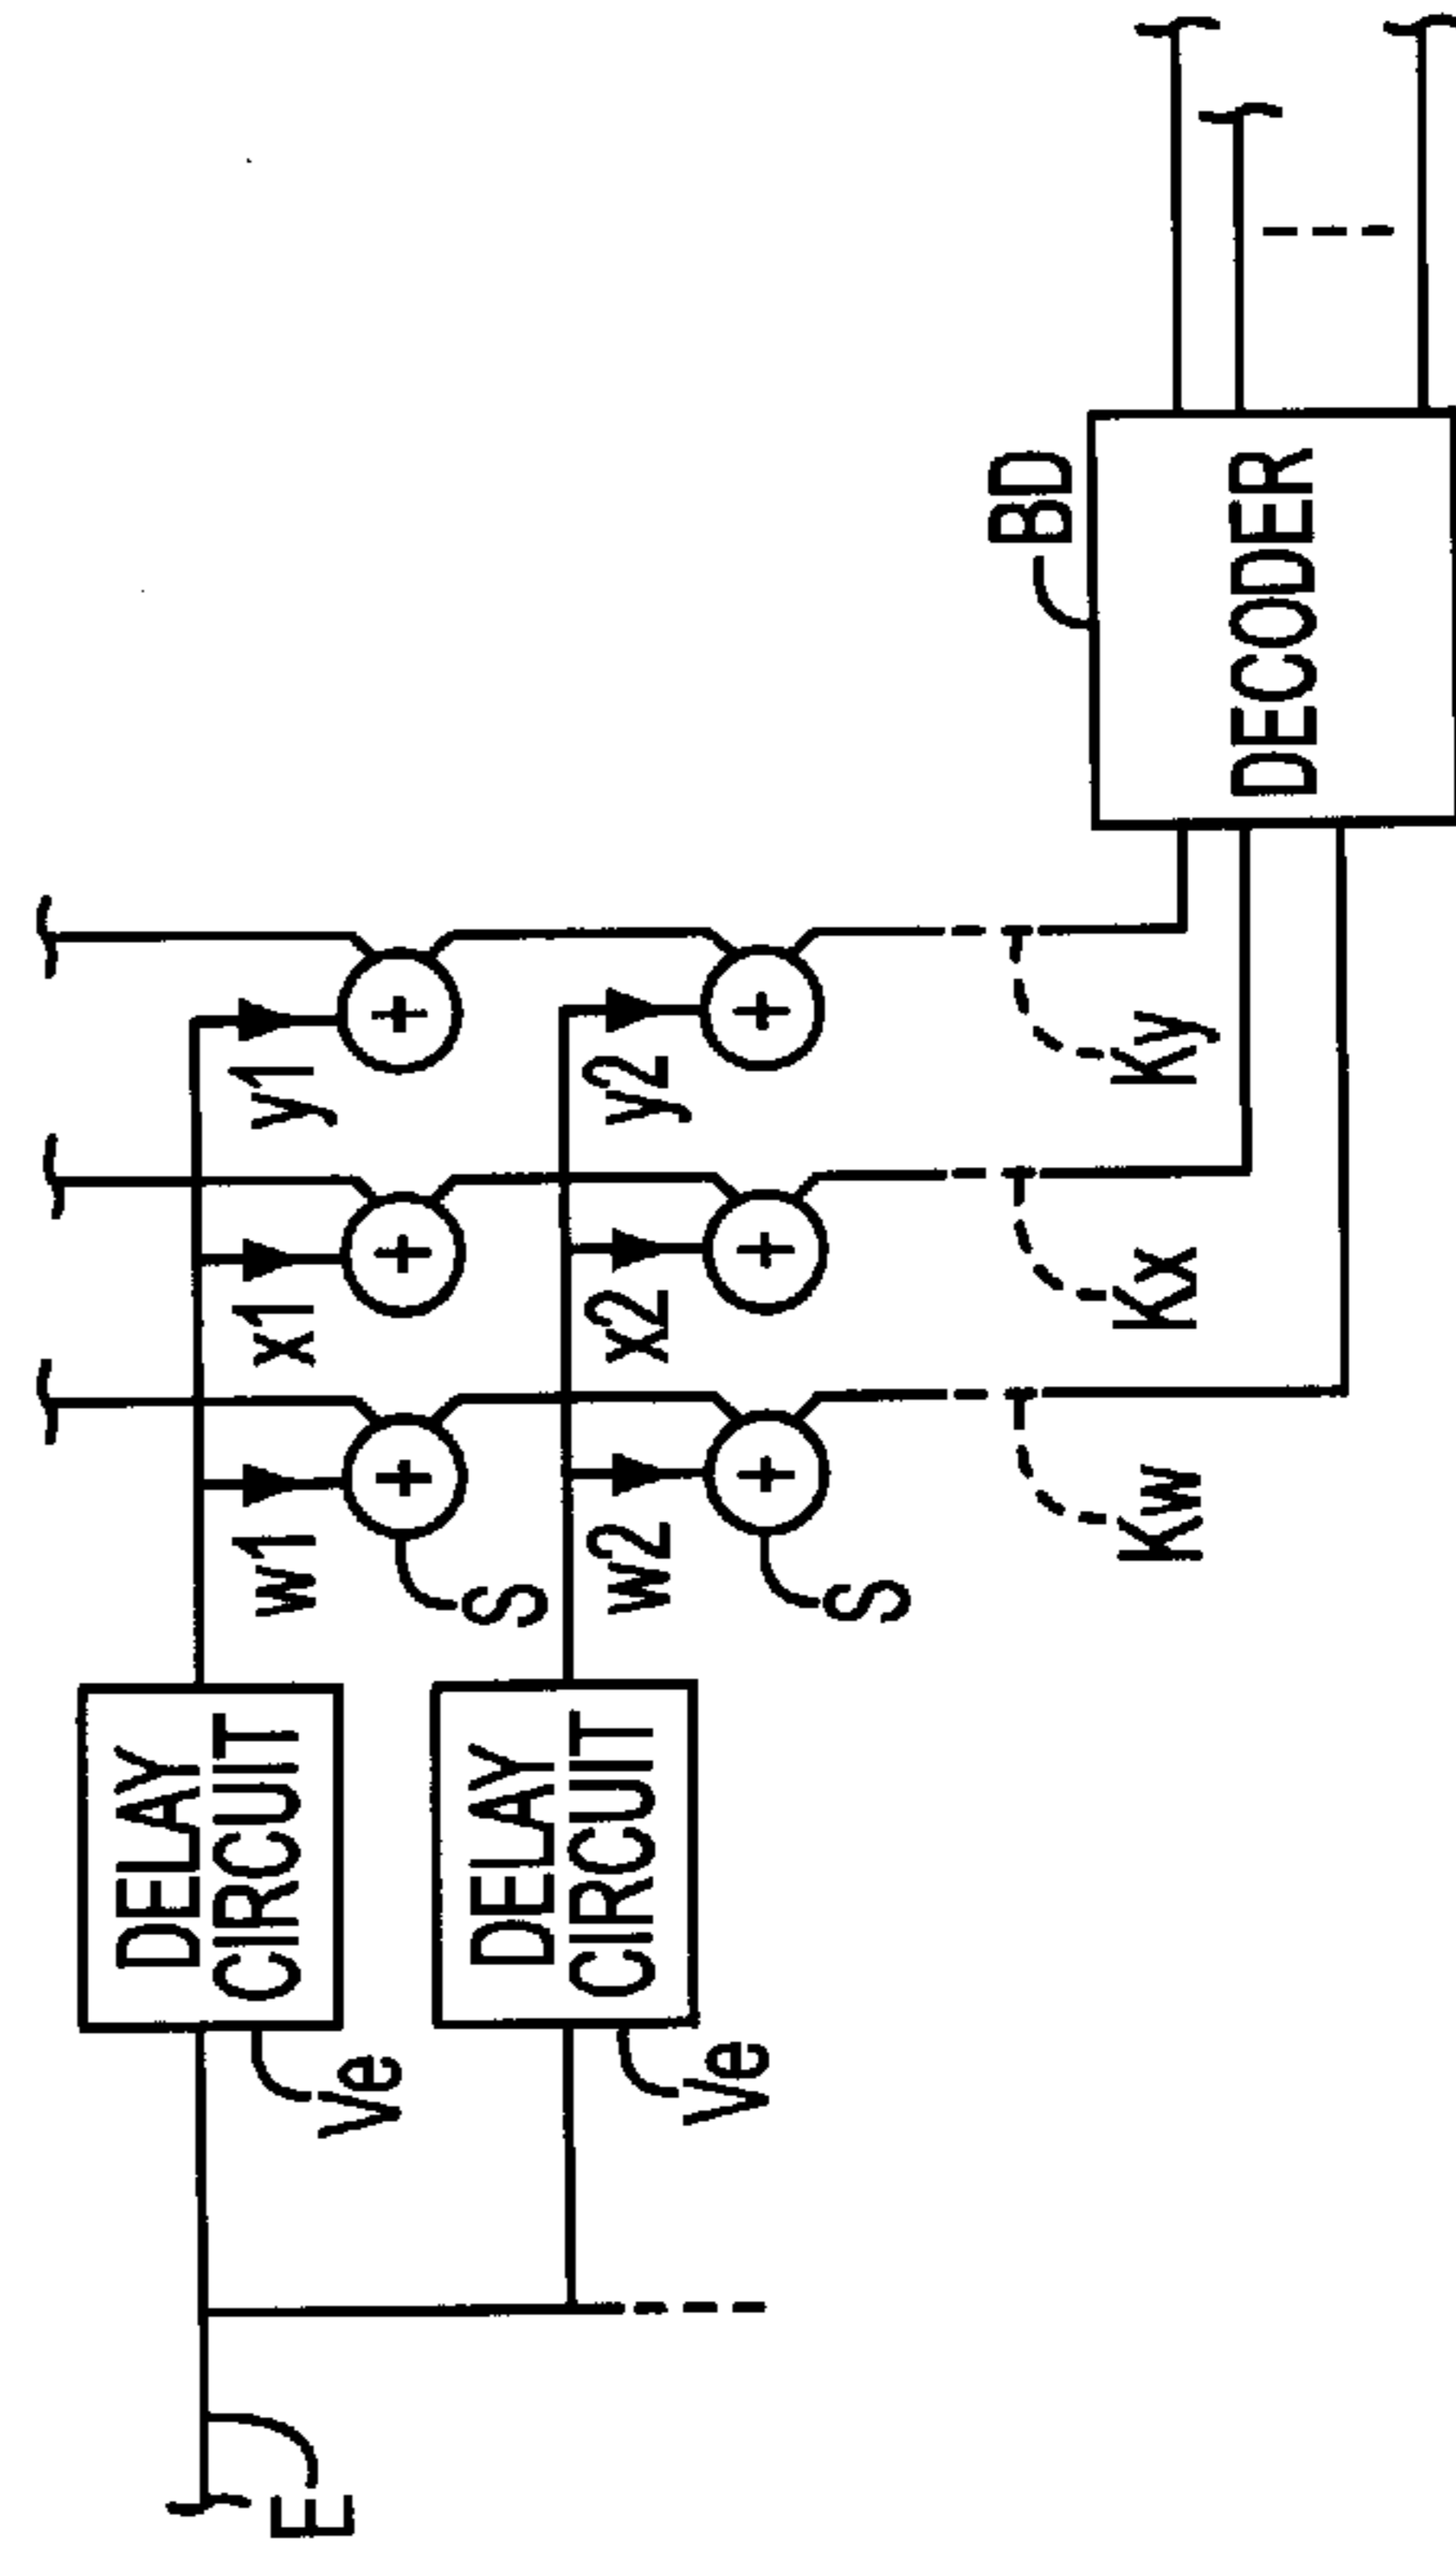 E
Ve
DELAY
CIRCUIT
w1
x1
y1
S
Ve
DELAY
CIRCUIT
w2
x2
y2
S
Kw
Kx
Ky
BD
DECODER